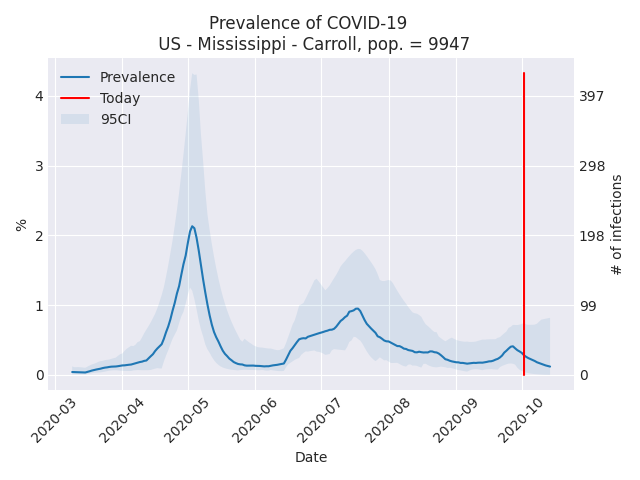 Prevalence of COVID-19
US - Mississippi - Carroll, pop. = 9947
Prevalence
Today
95CI
4
3
2
1
0
%
397
298
198
99
0
# of infections
2020-03
2020-04
2020-05
2020-06
2020-07
2020-08
2020-09
2020-10
Date